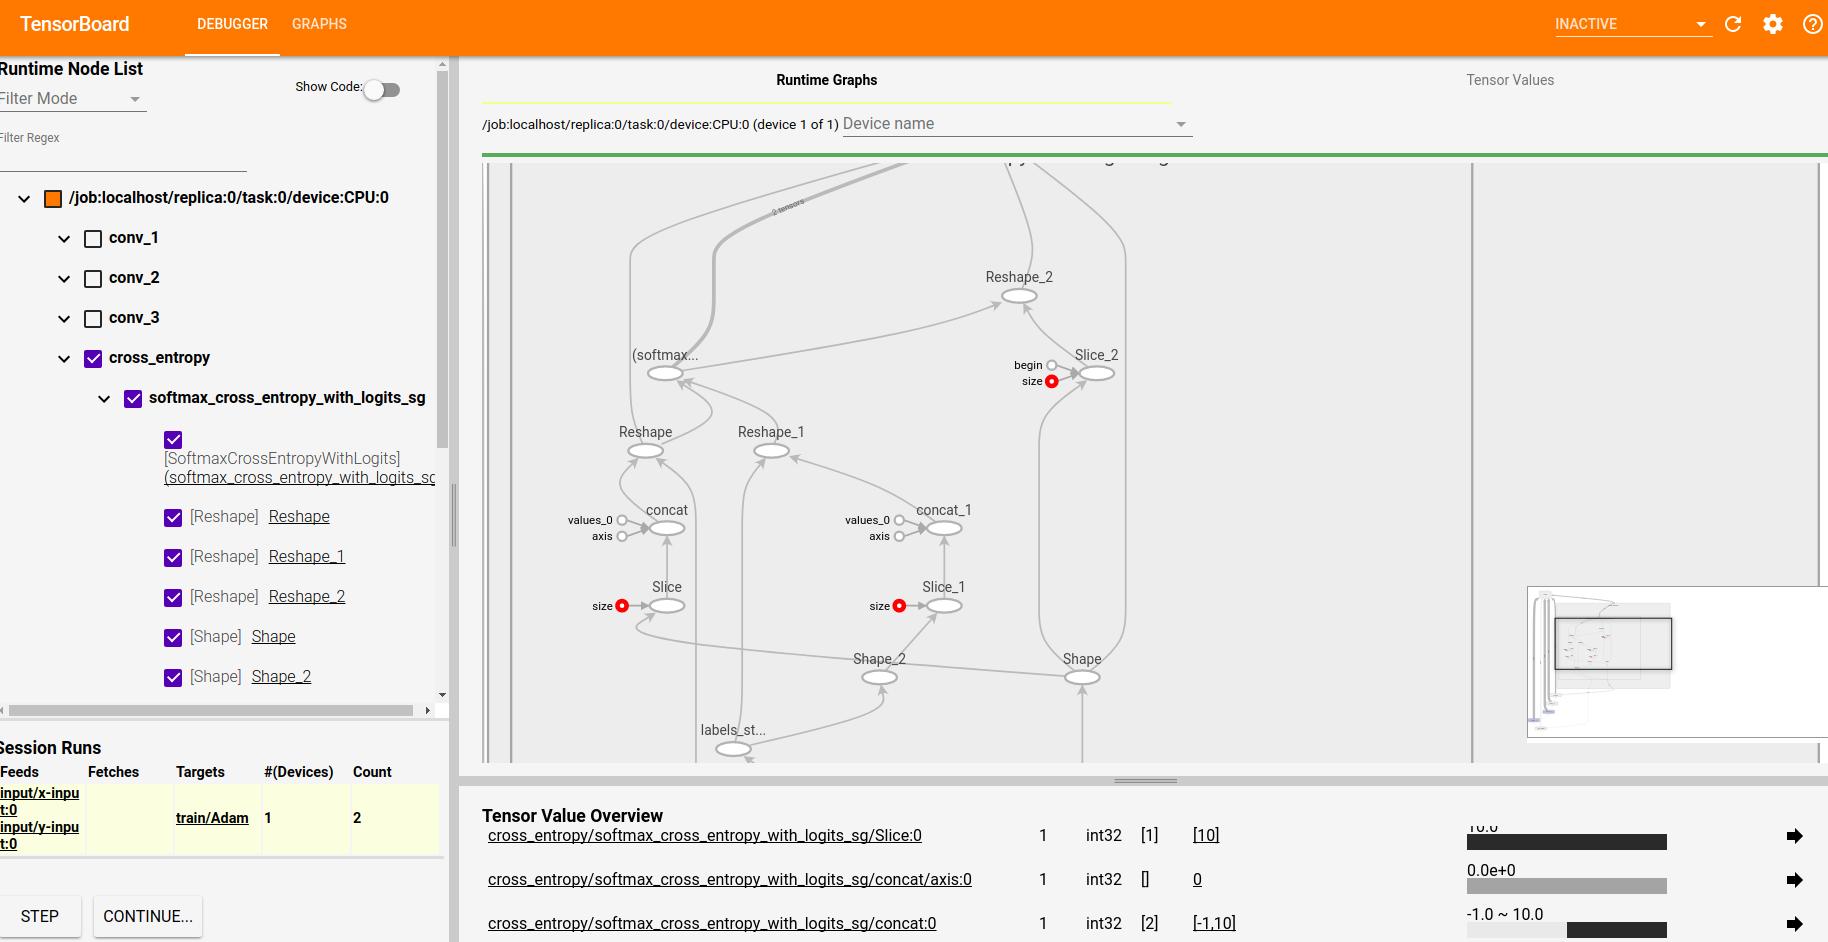 TensorBoard
DEBUGGER
GRAPHS
INACTIVE
Runtime Node List
Show Code:
Filter Mode
Filter Regex
/job:localhost/replica:0/task:0/device:CPU:0
conv_1
conv_2
conv_3
cross_entropy
softmax_cross_entropy_with_logits_sg
[SoftmaxCrossEntropyWithLogits]
(softmax_cross_entropy_with_logits_sg
[Reshape] Reshape
[Reshape] Reshape_1
[Reshape] Reshape_2
[Shape] Shape
[Shape] Shape_2
Session Runs
Feeds Fetches Targets #(Devices) Count
input/x-inpu
t:0
input/y-inpu
t:0
train/Adam 1 2
STEP
CONTINUE...
Runtime Graphs
Tensor Values
/job:localhost/replica:0/task:0/device:CPU:0 (device 1 of 1) Device name
2 tensors
Reshape_2
(softmax...
begin
size
Slice_2
Reshape
Reshape_1
concat
values_0
axis
concat_1
values_0
axis
Slice
size
Slice_1
size
Shape_2
Shape
labels_st...
Tensor Value Overview
cross_entropy/softmax_cross_entropy_with_logits_sg/Slice:0 1 int32 [1] [10] 10.0
cross_entropy/softmax_cross_entropy_with_logits_sg/concat/axis:0 1 int32 [] 0 0.0e+0
cross_entropy/softmax_cross_entropy_with_logits_sg/concat:0 1 int32 [2] [-1,10] -1.0 ~ 10.0